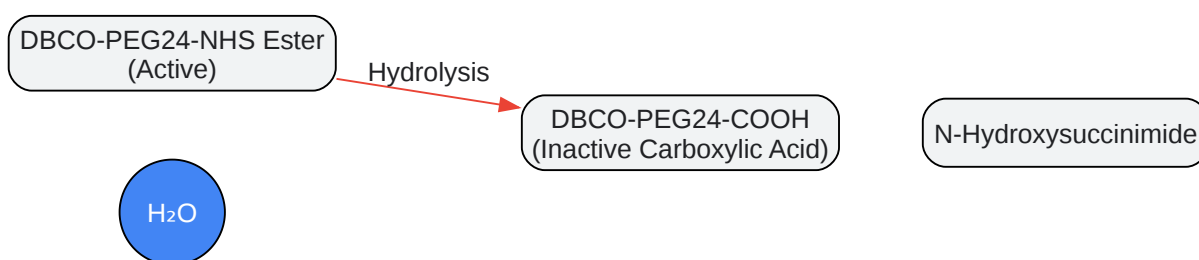 DBCO-PEG24-NHS Ester
(Active)
Hydrolysis
DBCO-PEG24-COOH
(Inactive Carboxylic Acid)
N-Hydroxysuccinimide
H₂O